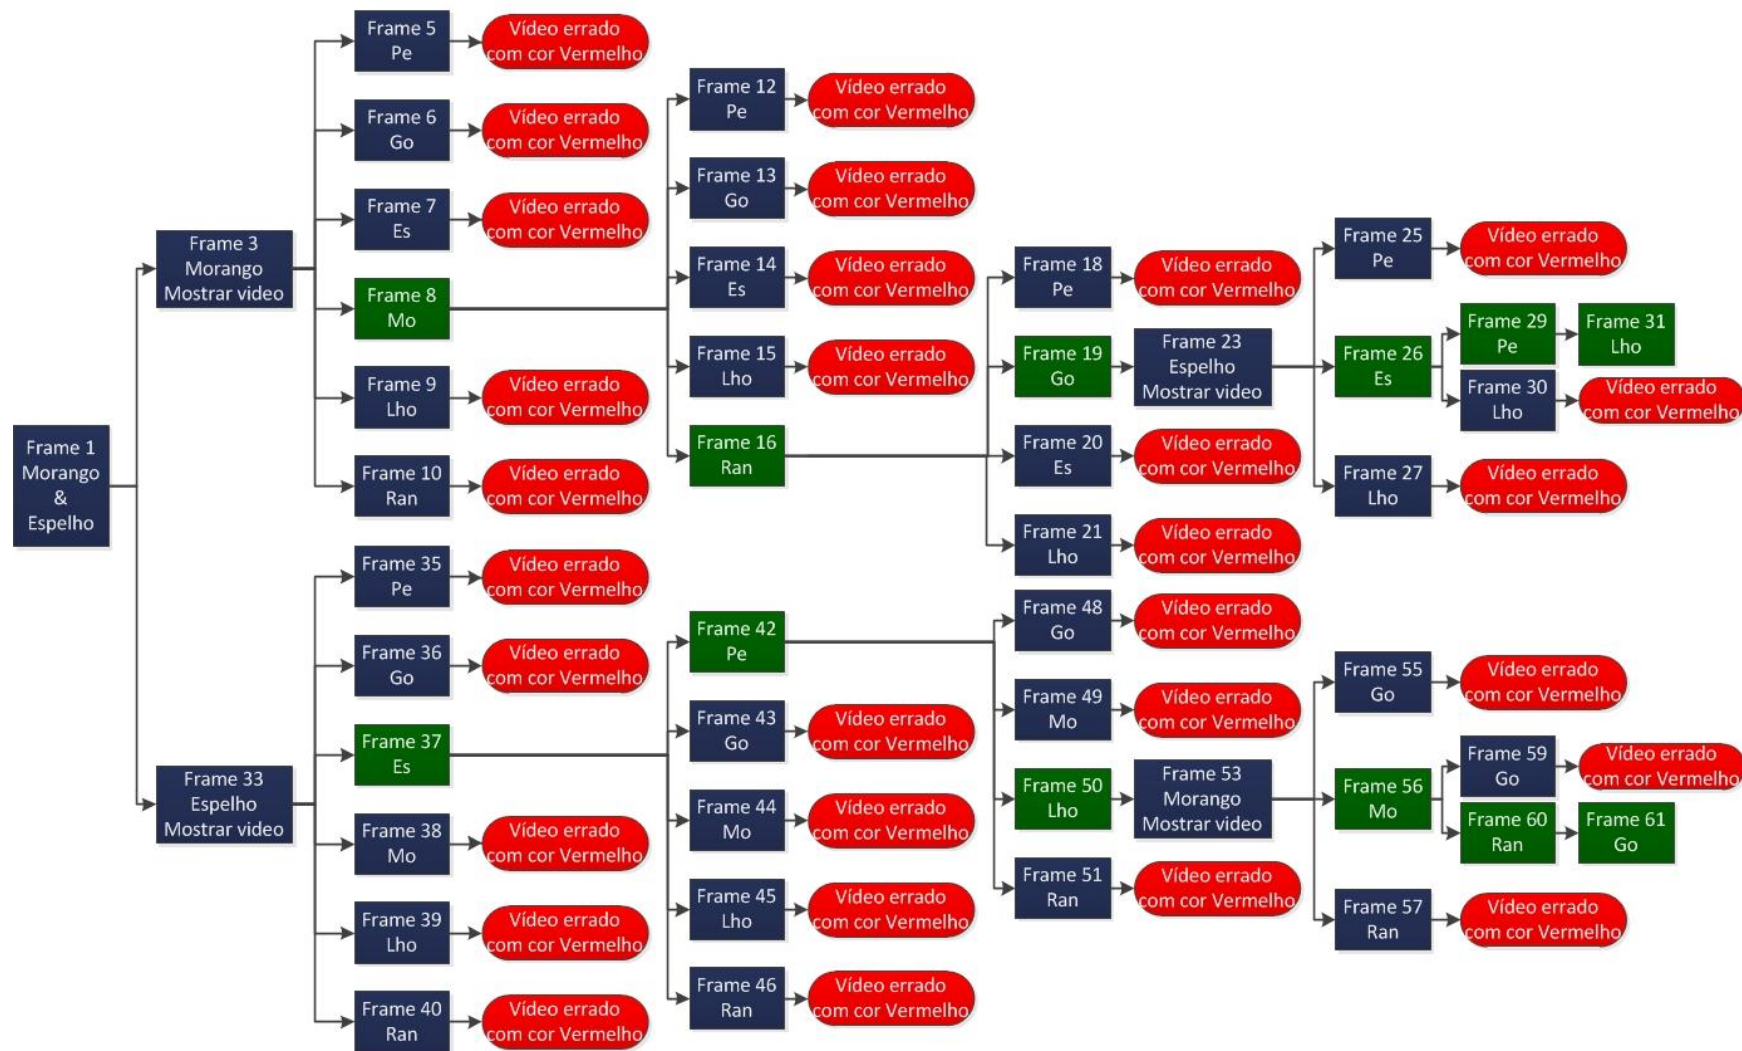 Frame 1
Morango
&
Espelho
Frame 3
Morango
Mostrar video
Frame 33
Espelho
Mostrar video
Frame 5
Pe
Vídeo errado
com cor Vermelho
Frame 6
Go
Vídeo errado
com cor Vermelho
Frame 7
Es
Vídeo errado
com cor Vermelho
Frame 8
Mo
Frame 9
Lho
Vídeo errado
com cor Vermelho
Frame 10
Ran
Vídeo errado
com cor Vermelho
Frame 35
Pe
Vídeo errado
com cor Vermelho
Frame 36
Go
Vídeo errado
com cor Vermelho
Frame 37
Es
Frame 38
Mo
Vídeo errado
com cor Vermelho
Frame 39
Lho
Vídeo errado
com cor Vermelho
Frame 40
Ran
Vídeo errado
com cor Vermelho
Frame 12
Pe
Vídeo errado
com cor Vermelho
Frame 13
Go
Vídeo errado
com cor Vermelho
Frame 14
Es
Vídeo errado
com cor Vermelho
Frame 15
Lho
Vídeo errado
com cor Vermelho
Frame 16
Ran
Frame 42
Pe
Frame 43
Go
Vídeo errado
com cor Vermelho
Frame 44
Mo
Vídeo errado
com cor Vermelho
Frame 45
Lho
Vídeo errado
com cor Vermelho
Frame 46
Ran
Vídeo errado
com cor Vermelho
Frame 18
Pe
Vídeo errado
com cor Vermelho
Frame 19
Go
Frame 23
Espelho
Mostrar video
Frame 20
Es
Vídeo errado
com cor Vermelho
Frame 21
Lho
Vídeo errado
com cor Vermelho
Frame 48
Go
Vídeo errado
com cor Vermelho
Frame 49
Mo
Vídeo errado
com cor Vermelho
Frame 50
Lho
Frame 53
Morango
Mostrar video
Frame 51
Ran
Vídeo errado
com cor Vermelho
Frame 25
Pe
Vídeo errado
com cor Vermelho
Frame 26
Es
Frame 29
Pe
Frame 31
Lho
Frame 30
Lho
Vídeo errado
com cor Vermelho
Frame 27
Lho
Vídeo errado
com cor Vermelho
Frame 55
Go
Vídeo errado
com cor Vermelho
Frame 56
Mo
Frame 59
Go
Vídeo errado
com cor Vermelho
Frame 60
Ran
Frame 61
Go
Frame 57
Ran
Vídeo errado
com cor Vermelho